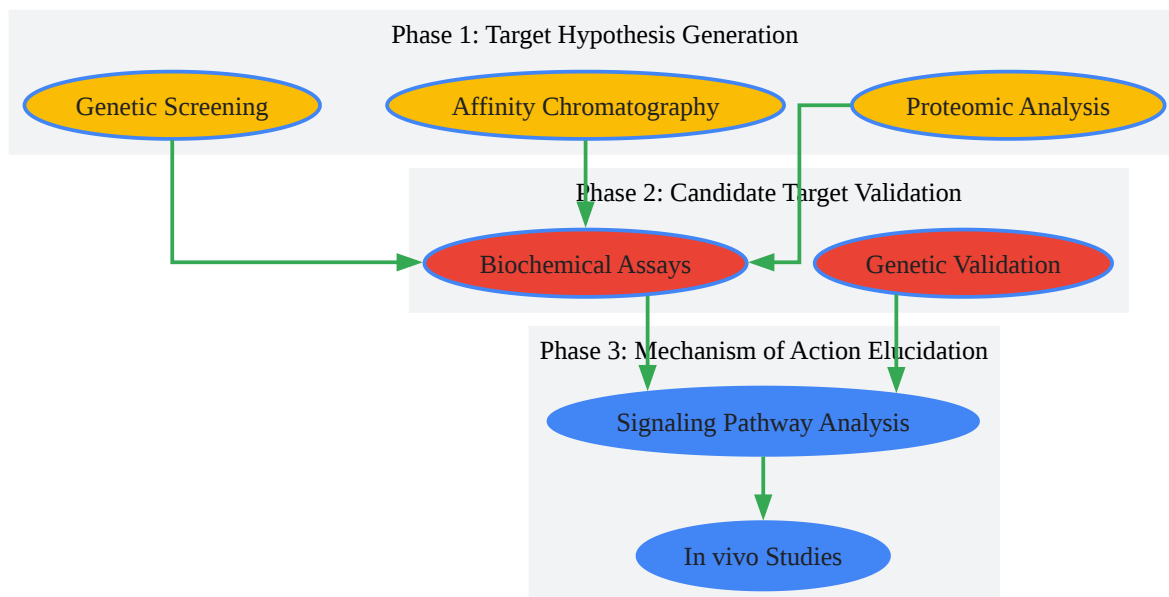 Phase 1: Target Hypothesis Generation
Genetic Screening
Affinity Chromatography
Proteomic Analysis
Phase 2: Candidate Target Validation
Biochemical Assays
Genetic Validation
Phase 3: Mechanism of Action Elucidation
Signaling Pathway Analysis
In vivo Studies